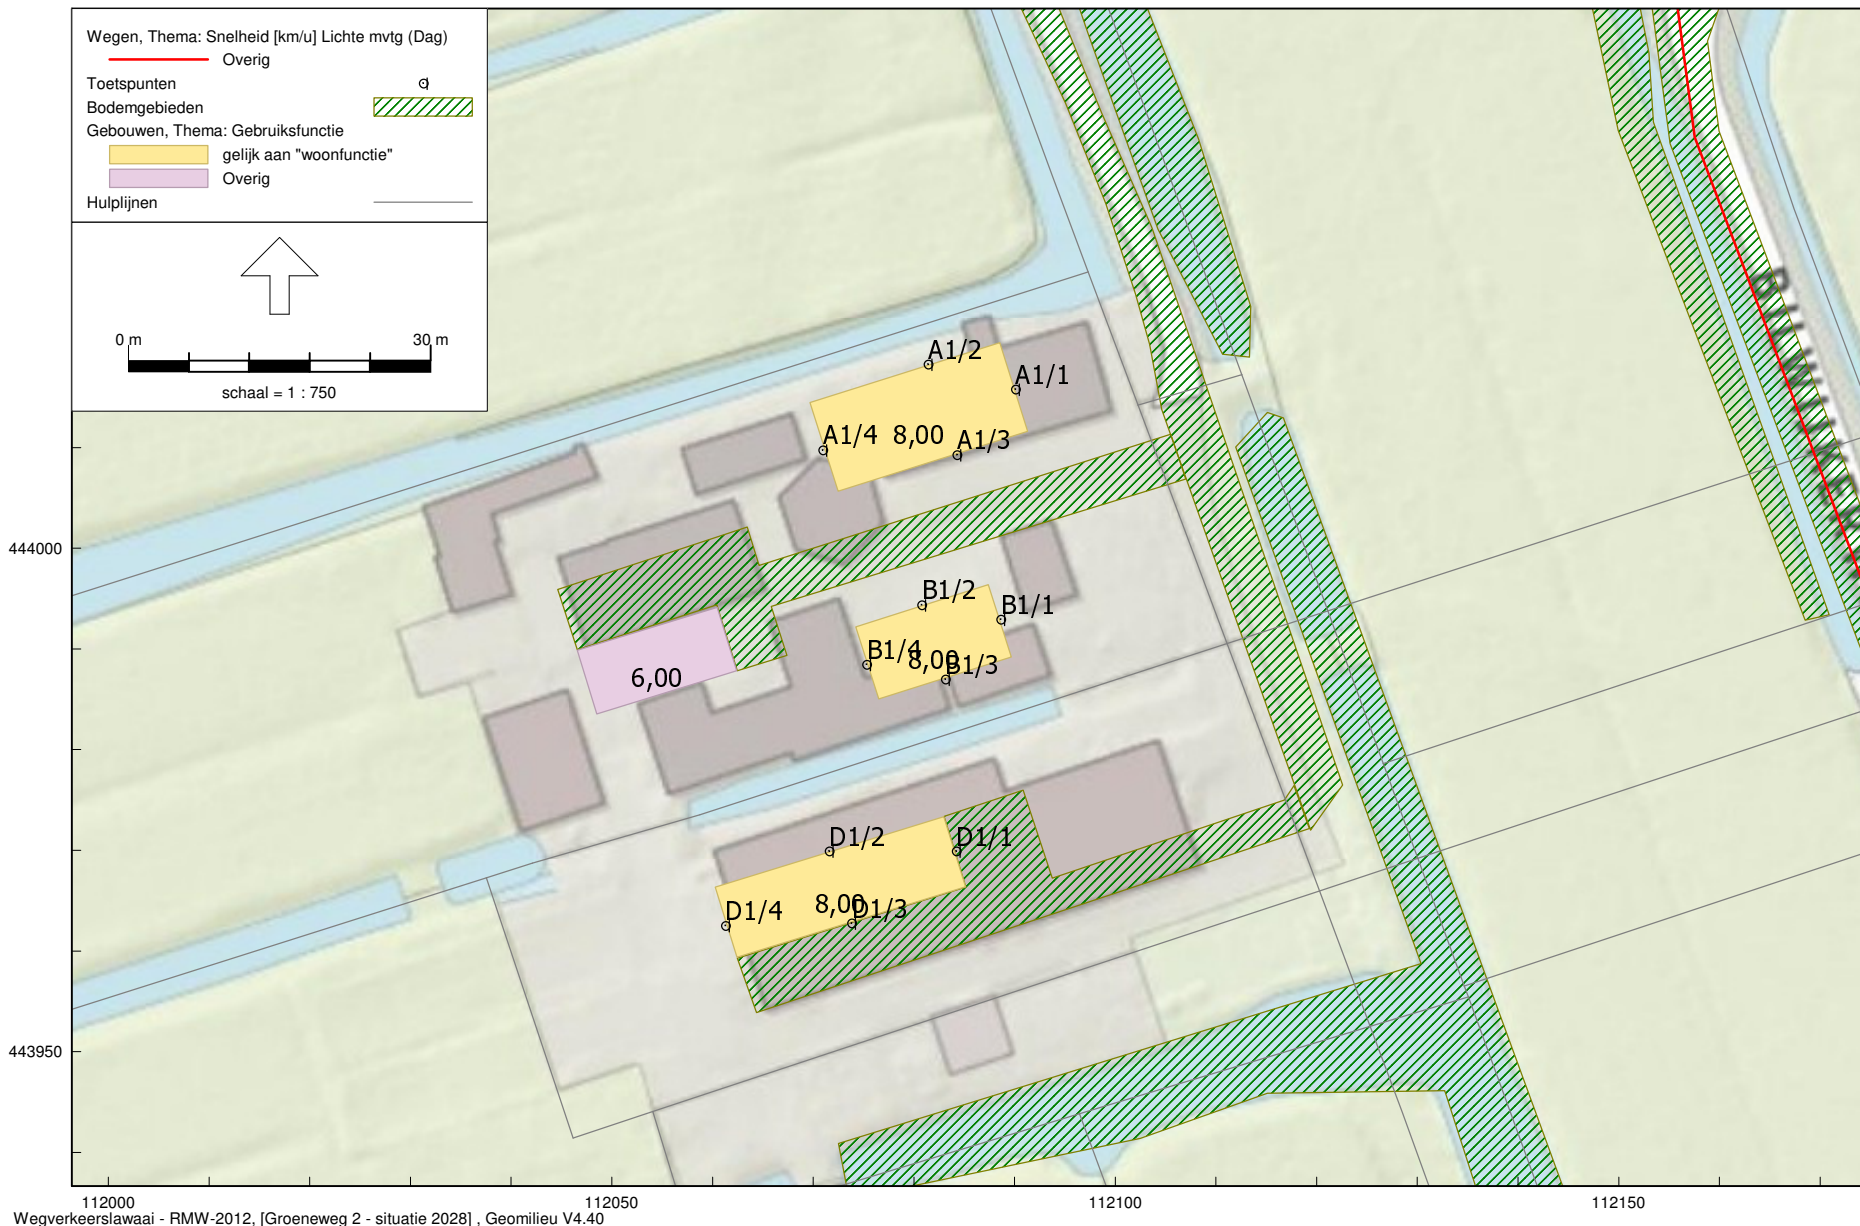 Wegen, Thema: Snelheid [km/u] Lichte mvtg (Dag)
Overig
Toetspunten
Bodemgebieden
Gebouwen, Thema: Gebruiksfunctie
gelijk aan "woonfunctie"
Overig
Hulplijnen
0 m 30 m
schaal = 1 : 750
A1/2
A1/1
A1/4 8,00 A1/3
B1/2
B1/1
B1/4 8,00 B1/3
6,00
D1/2 D1/1
D1/4 8,00 D1/3
444000
443950
112000 112050 112100 112150
Wegverkeerslawaai - RMW-2012, [Groeneweg 2 - situatie 2028] , Geomilieu V4.40